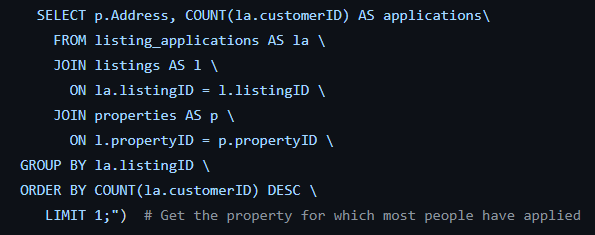 SELECT p.Address, COUNT(la.customerID) AS applications\
FROM listing_applications AS la \
JOIN listings AS l \
ON la.listingID = l.listingID \
JOIN properties AS p \
ON l.propertyID = p.propertyID \
GROUP BY la.listingID \
ORDER BY COUNT(la.customerID) DESC \
LIMIT 1;")  # Get the property for which most people have applied